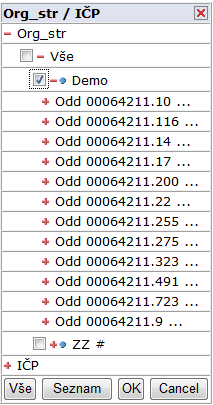 Org_str / IČP
Org_str
Vše
Demo
Odd 00064211.10 ...
Odd 00064211.116 ...
Odd 00064211.14 ...
Odd 00064211.17 ...
Odd 00064211.200 ...
Odd 00064211.22 ...
Odd 00064211.255 ...
Odd 00064211.275 ...
Odd 00064211.323 ...
Odd 00064211.491 ...
Odd 00064211.723 ...
Odd 00064211.9 ...
ZZ #
IČP
Vše Seznam OK Cancel